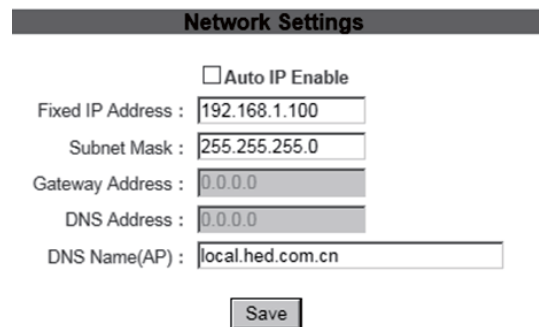 Network Settings
Auto IP Enable
Fixed IP Address : 192.168.1.100
Subnet Mask : 255.255.255.0
Gateway Address : 0.0.0.0
DNS Address : 0.0.0.0
DNS Name(AP) : local.hed.com.cn
Save